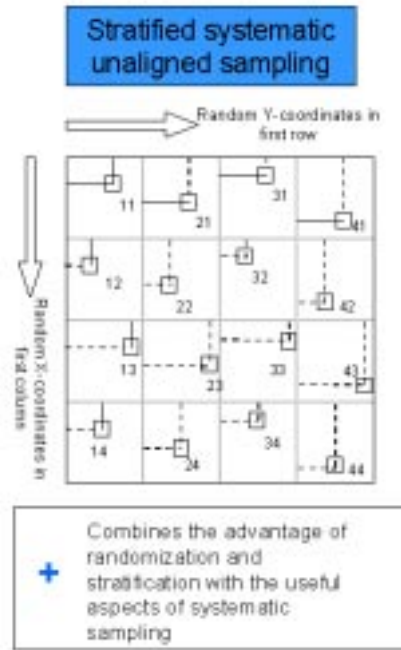 Stratified systematic
unaligned sampling
Random Y-coordinates in
first row
Random X-coordinates in
first column
11
21
31
41
12
22
32
42
13
23
33
43
14
24
34
44
+
Combines the advantage of
randomization and
stratification with the useful
aspects of systematic
sampling